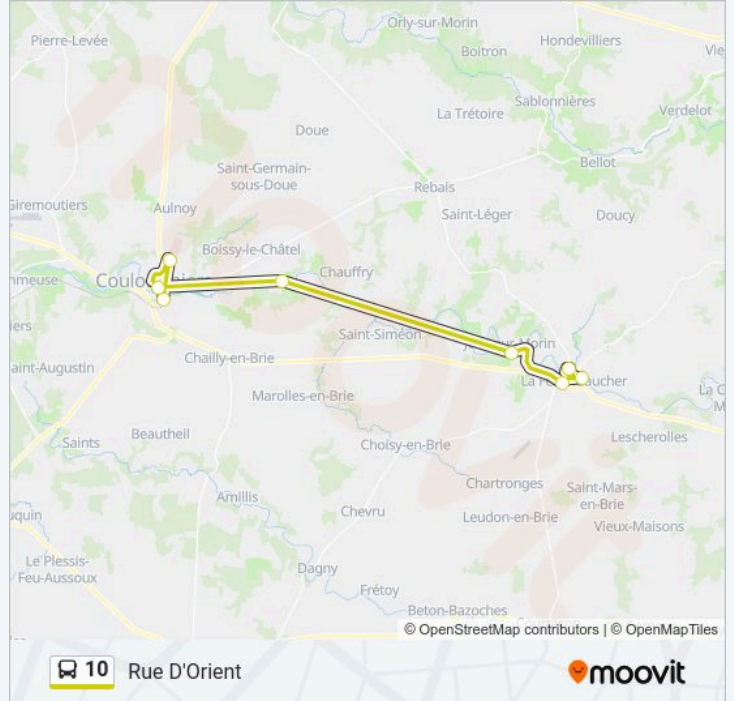 Orly-sur-Morin
Pierre-Levée
Hondevilliers
Boitron
Sablonnières
La Trétoire
Verdelot
Doue
Bellot
Saint-Germain-
sous-Doue
Rebais
Giremoutiers
Aulnoy
Saint-Léger
Doucy
Boissy-le-Châtel
Chauffry
Saint-Siméon
Chailly-en-Brie
aint-Augustin
Marolles-en-Brie
Lescherolles
Beautheil
Saints
Choisy-en-Brie
Chartronges
Saint-Mars-
en-Brie
Amillis
Chevru
Leudon-en-Brie
Vieux-Maisons
Le Plessis-
Feu-Aussoux
Dagny
Frétoy
Beton-Bazoches
© OpenStreetMap contributors | © OpenMapTiles
10 Rue D'Orient
moovit